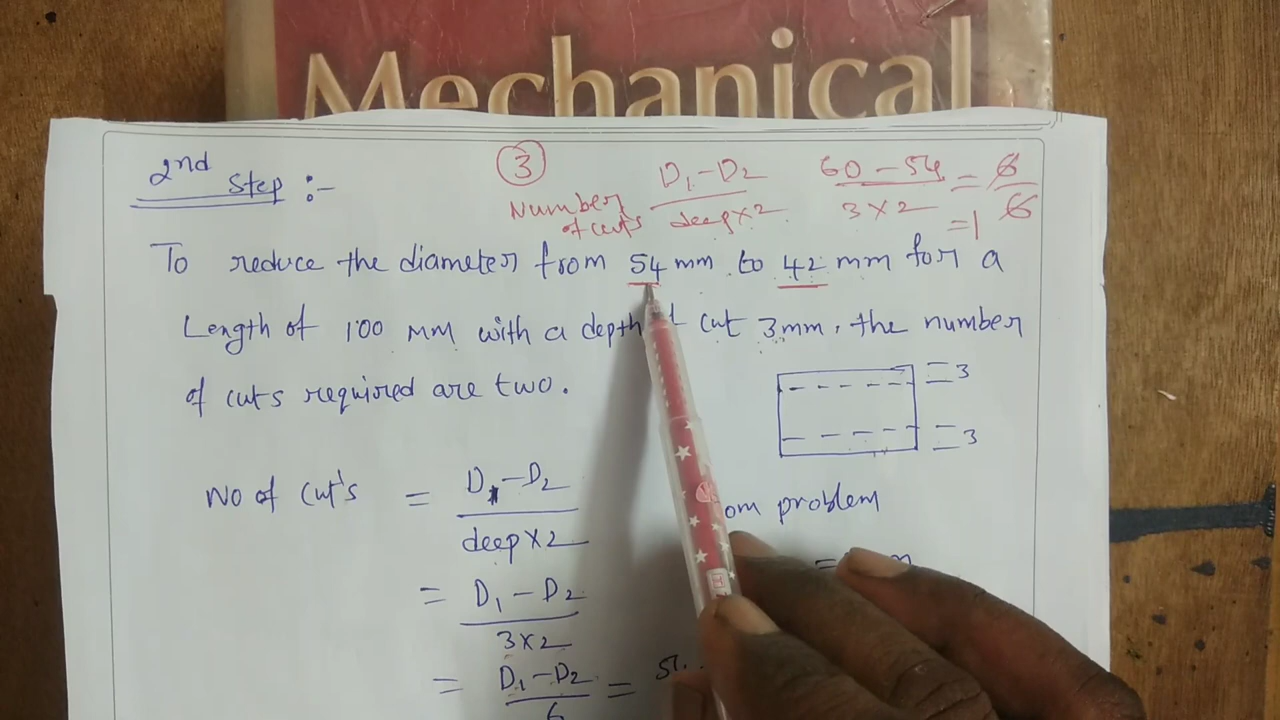 Mechanical
2nd Step :-
3
Number of cuts D1-D2 / deep x 2
60 - 54 / 3 x 2 = 6 / 6
= 1
To reduce the diameter from 54 mm to 42 mm for a
Length of 100 MM with a depth cut 3mm, the number
of cuts required are two.
3
3
No of Cut's = D1-D2 / deep x 2
problem
= D1 - D2 / 3 x 2
= D1 - D2 / 6 =